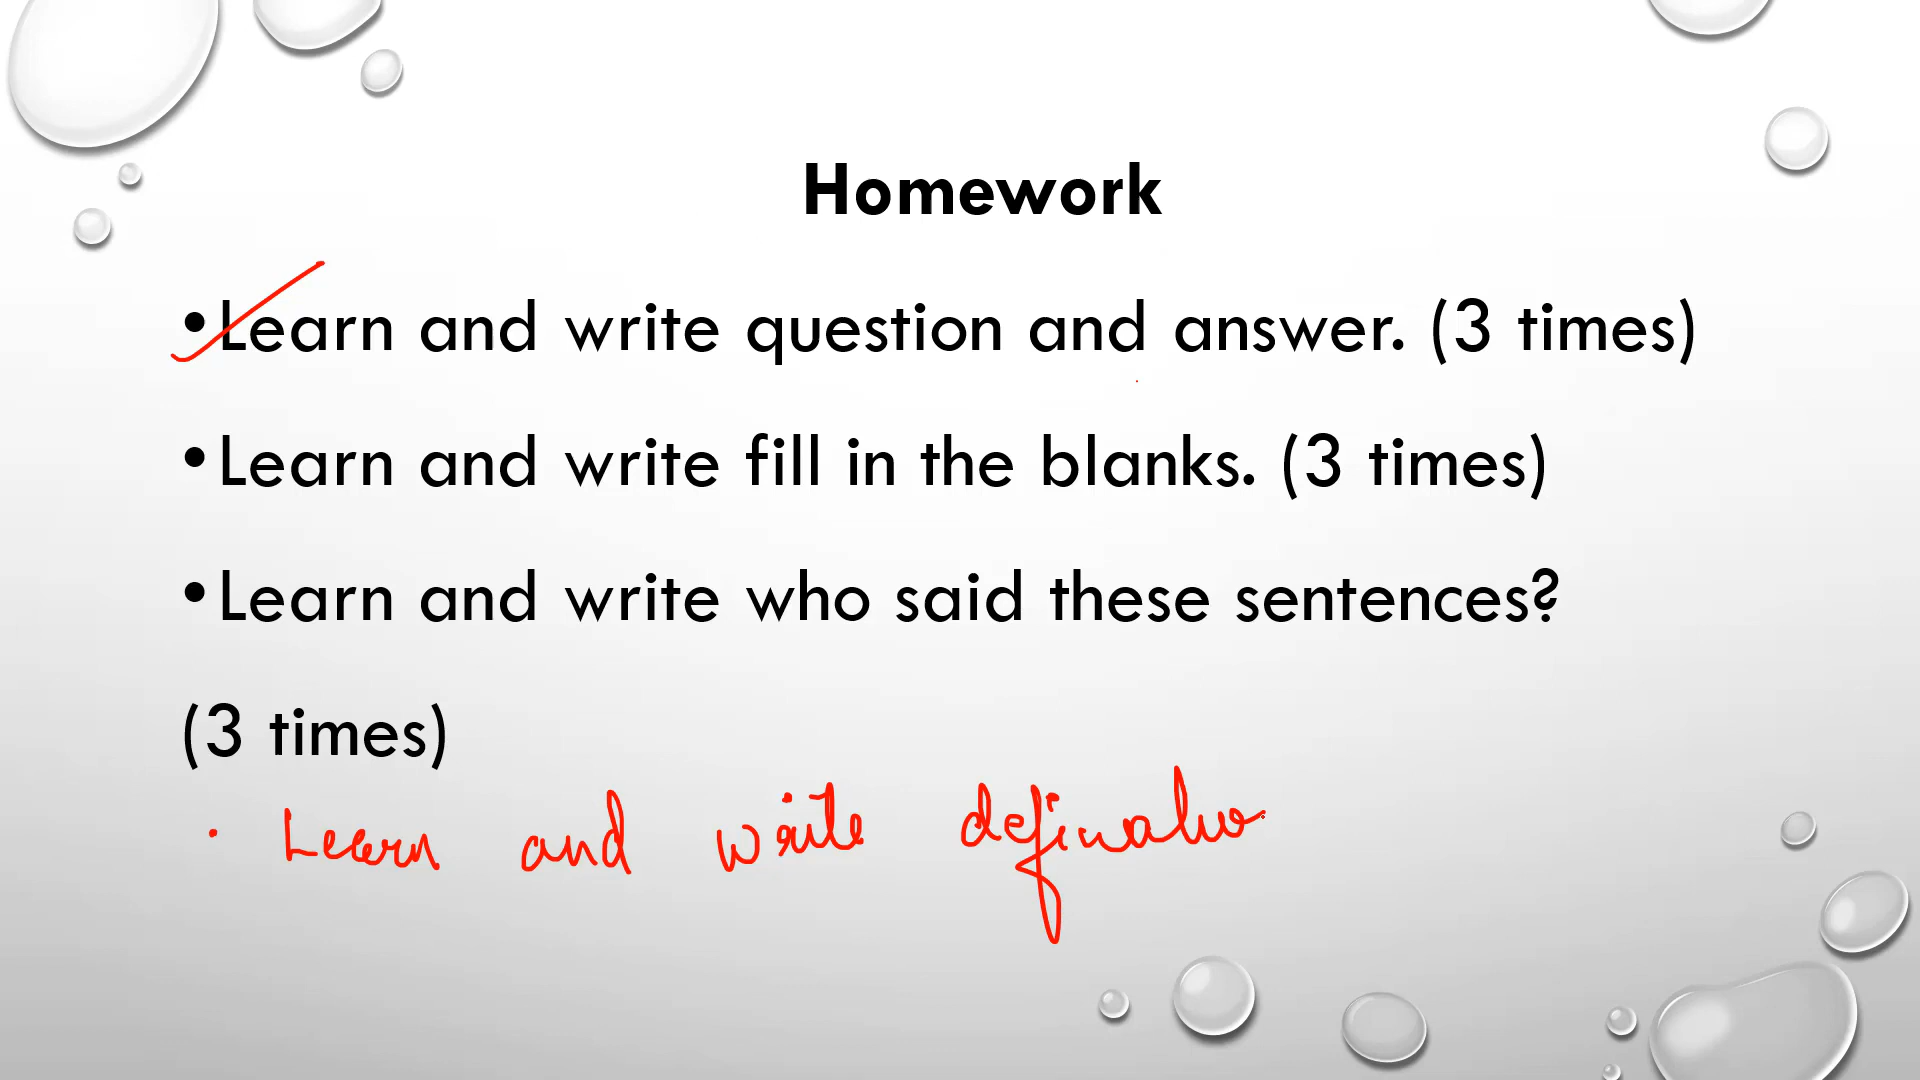 Homework
•Learn and write question and answer. (3 times)
•Learn and write fill in the blanks. (3 times)
•Learn and write who said these sentences?
(3 times)
· Learn and write